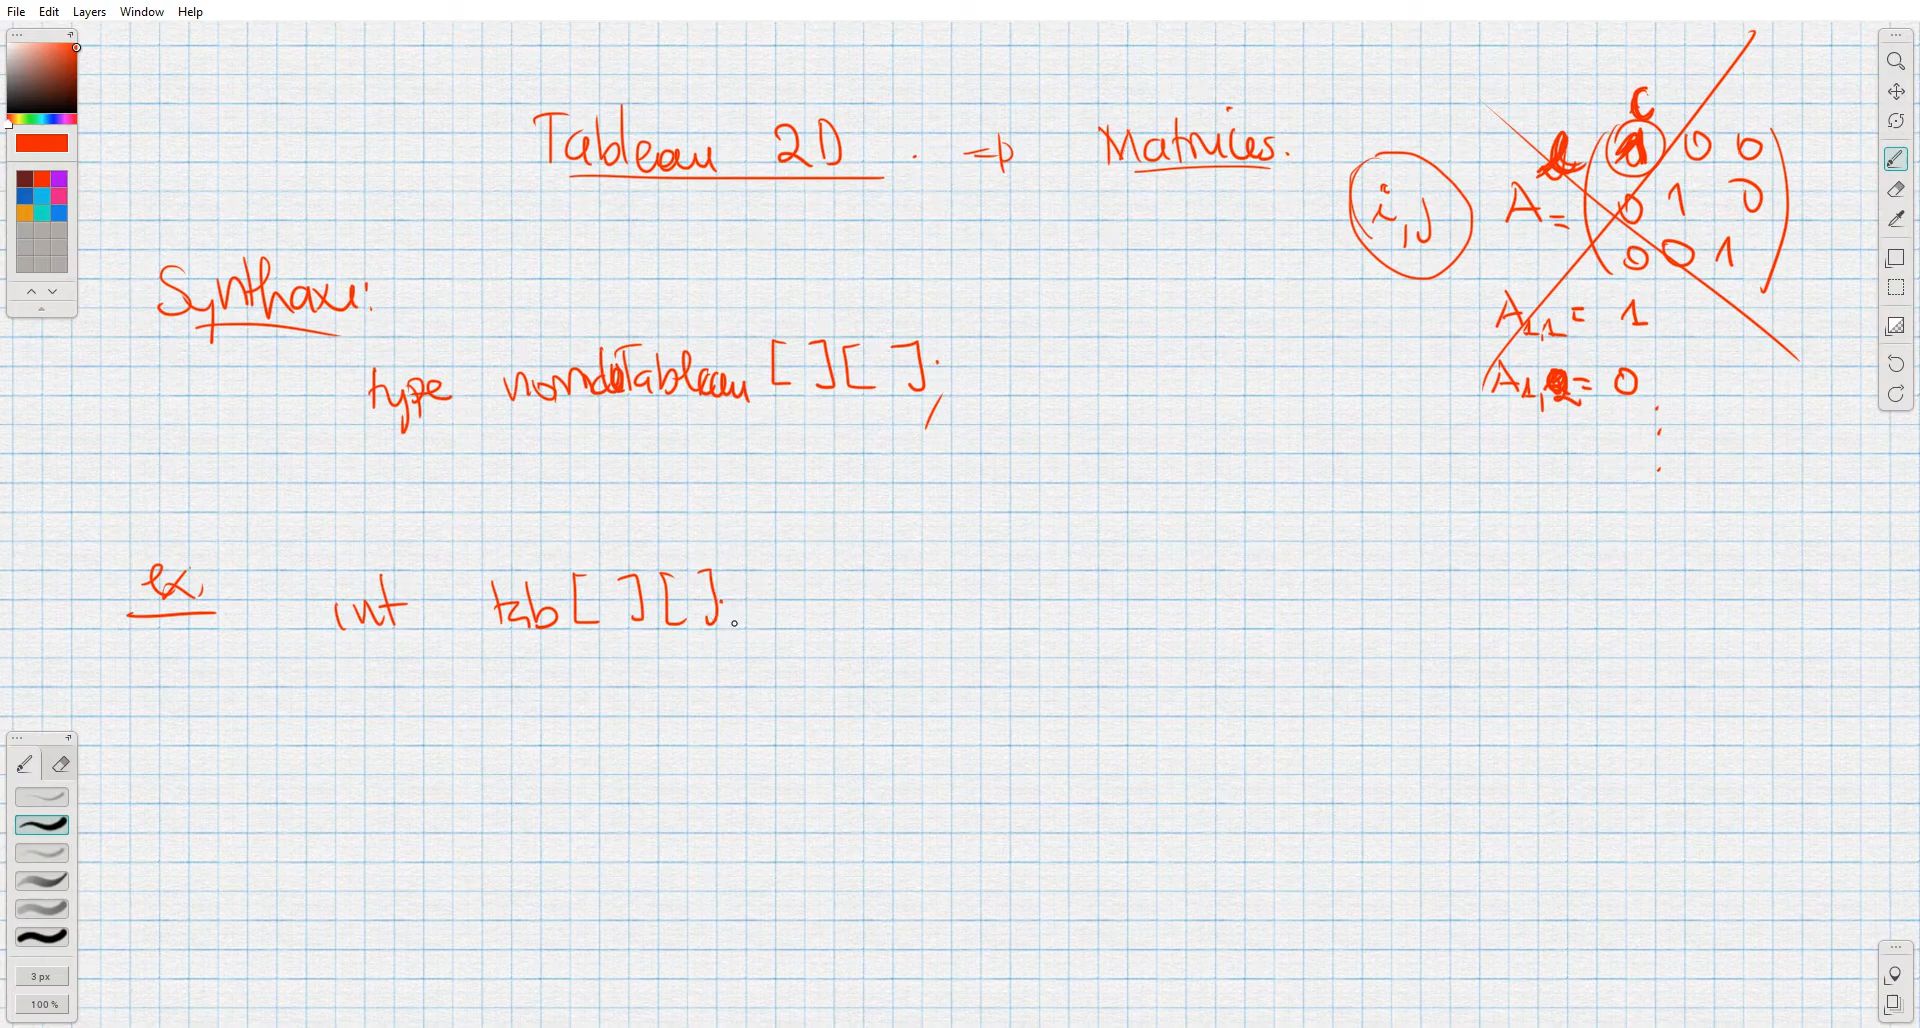 File Edit Layers Window Help
Tableau 2D . => Matrices.
i,j
c
A = ( 1 0 0
0 1 0
0 0 1 )
A1,1 = 1
A1,2 = 0
Synthaxe:
type nomdeTableau [ ][ ];
ex.
int tab[ ][ ];
3 px
100 %